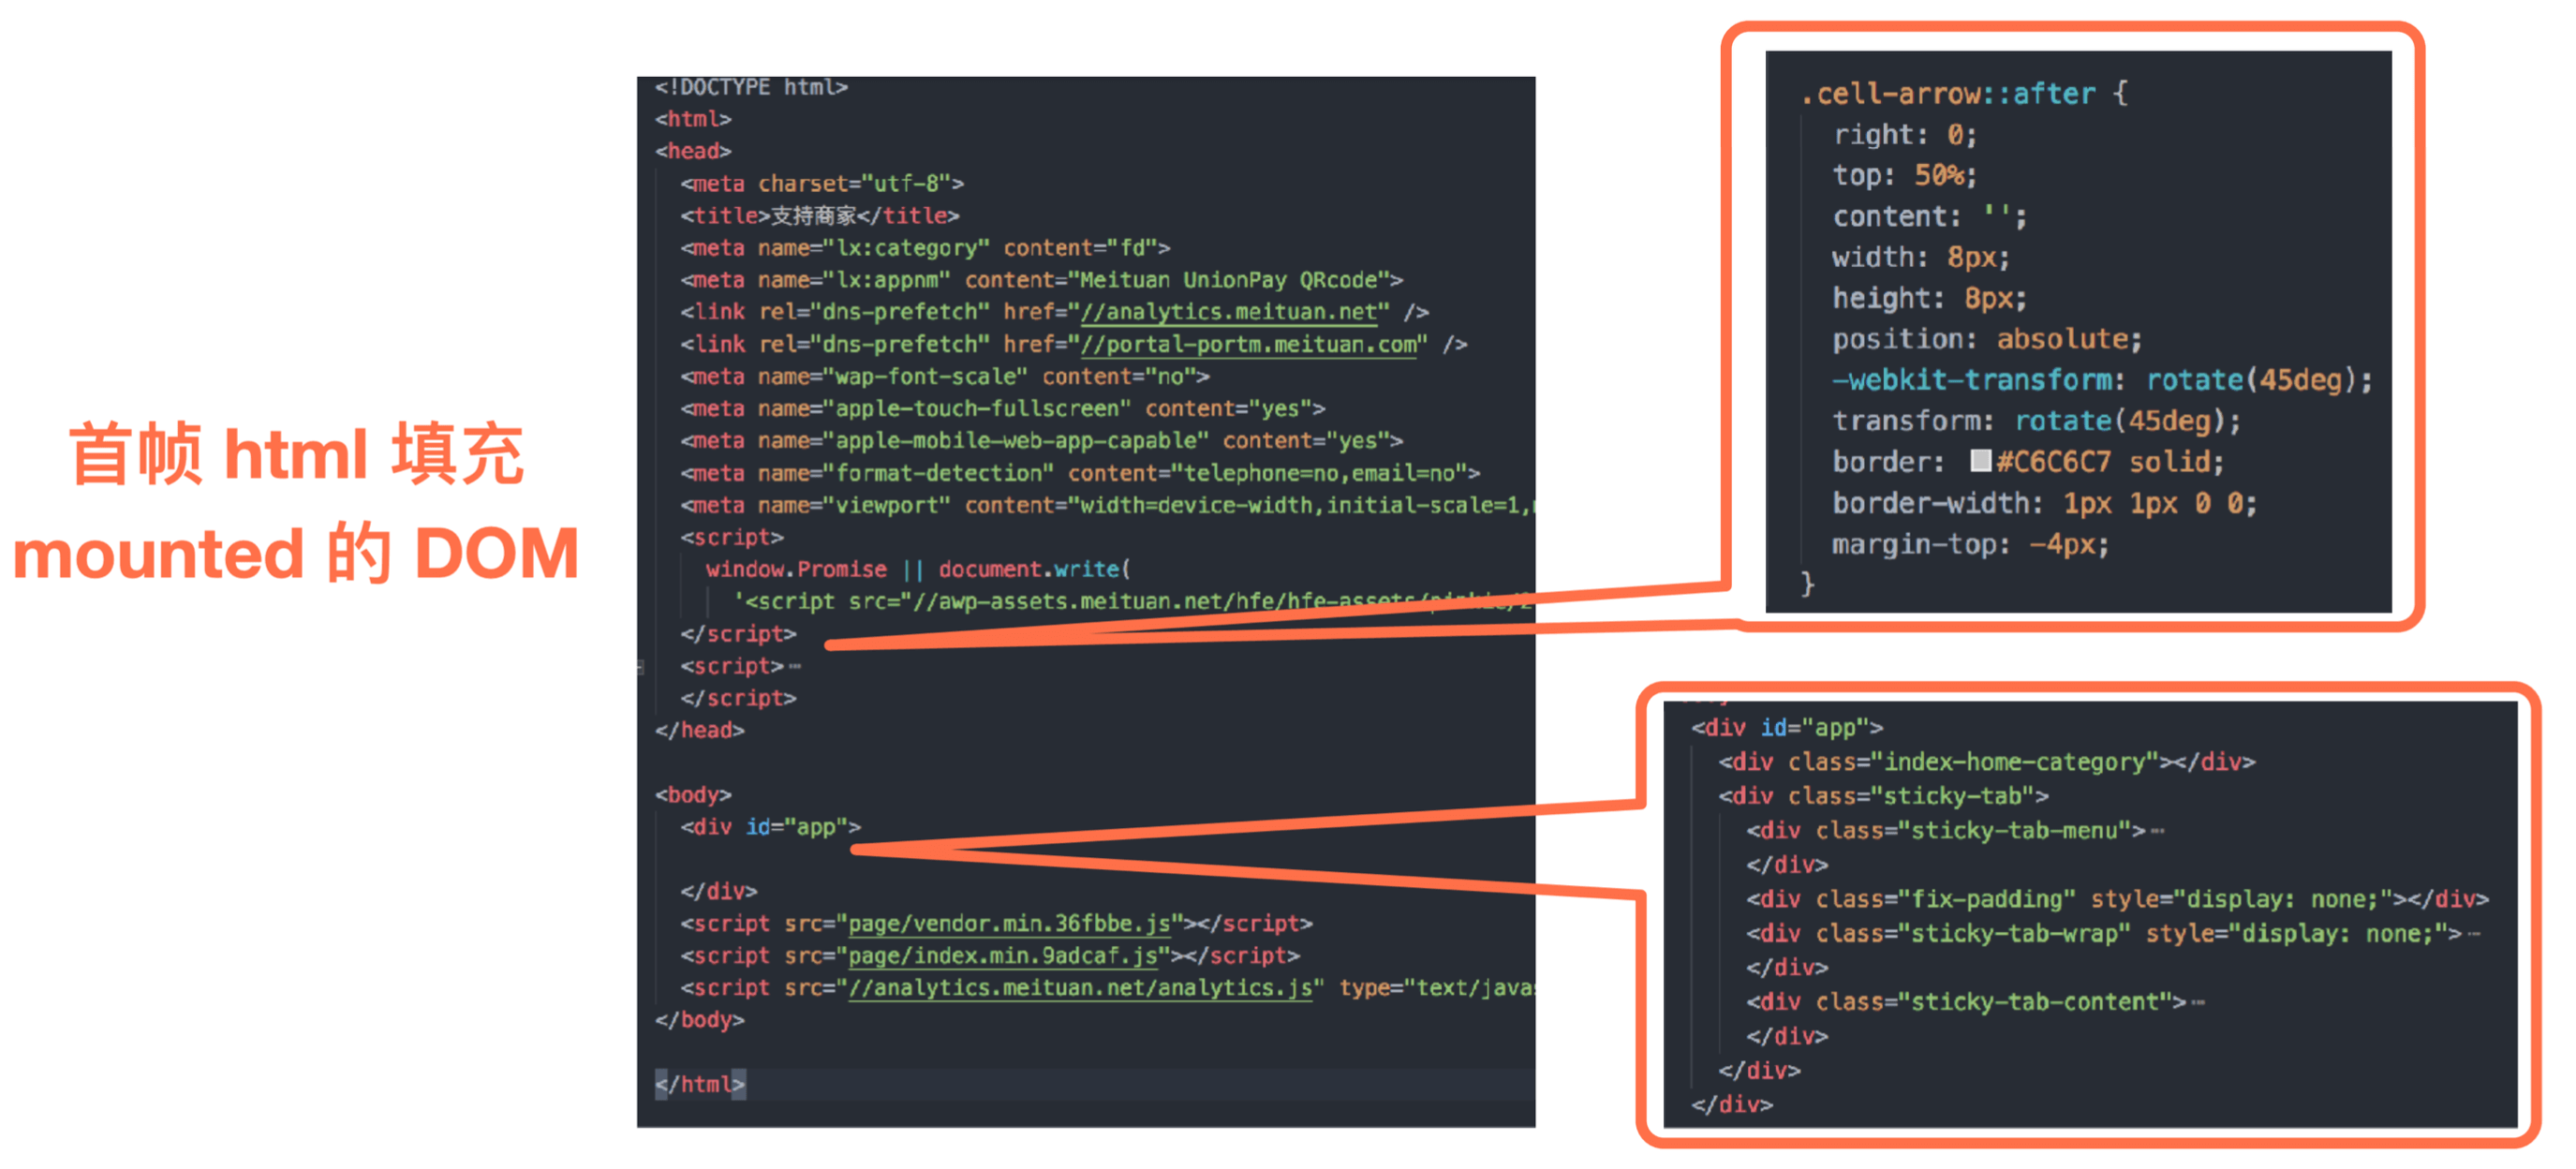 首帧 html 填充
mounted 的 DOM
<!DOCTYPE html>
<html>
<head>
<meta charset="utf-8">
<title>支持商家</title>
<meta name="lx:category" content="fd">
<meta name="lx:appnm" content="Meituan UnionPay QRcode">
<link rel="dns-prefetch" href="//analytics.meituan.net" />
<link rel="dns-prefetch" href="//portal-portm.meituan.com" />
<meta name="wap-font-scale" content="no">
<meta name="apple-touch-fullscreen" content="yes">
<meta name="apple-mobile-web-app-capable" content="yes">
<meta name="format-detection" content="telephone=no,email=no">
<meta name="viewport" content="width=device-width,initial-scale=1,
<script>
window.Promise || document.write(
'<script src="//awp-assets.meituan.net/hfe/hfe-assets/
</script>
<script>…
</script>
</head>
<body>
<div id="app">
</div>
<script src="page/vendor.min.36fbbe.js"></script>
<script src="page/index.min.9adcaf.js"></script>
<script src="//analytics.meituan.net/analytics.js" type="text/java
</body>
</html>
.cell-arrow::after {
right: 0;
top: 50%;
content: '';
width: 8px;
height: 8px;
position: absolute;
-webkit-transform: rotate(45deg);
transform: rotate(45deg);
border: #C6C6C7 solid;
border-width: 1px 1px 0 0;
margin-top: -4px;
}
<div id="app">
<div class="index-home-category"></div>
<div class="sticky-tab">
<div class="sticky-tab-menu">…
</div>
<div class="fix-padding" style="display: none;"></div>
<div class="sticky-tab-wrap" style="display: none;">…
</div>
<div class="sticky-tab-content">…
</div>
</div>
</div>